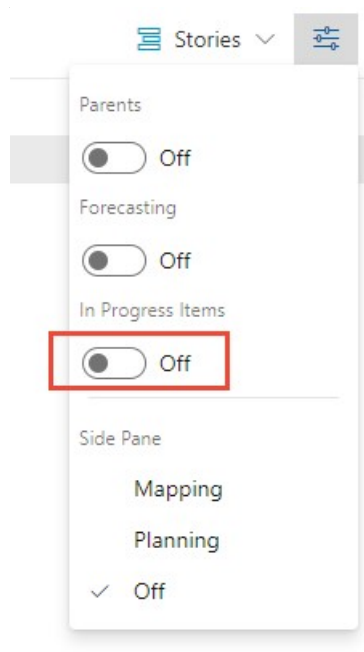 Stories
Parents
Off
Forecasting
Off
In Progress Items
Off
Side Pane
Mapping
Planning
Off